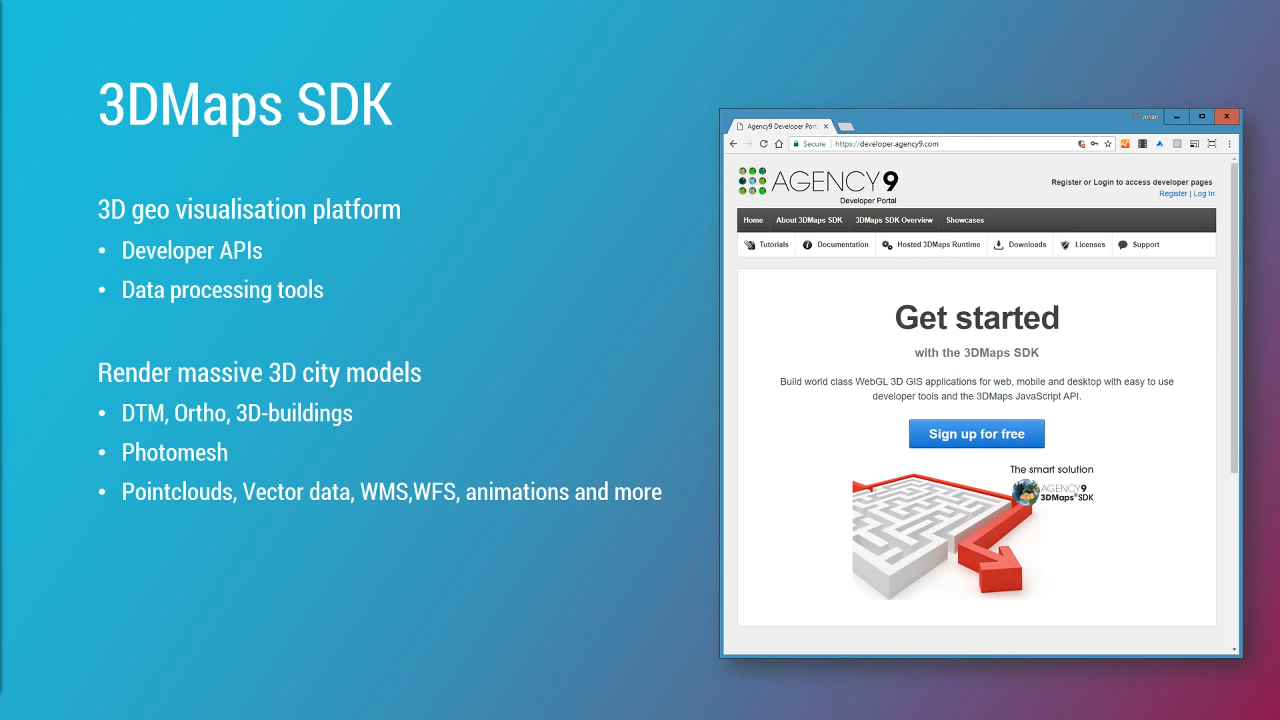 3DMaps SDK
3D geo visualisation platform
• Developer APIs
• Data processing tools
Render massive 3D city models
• DTM, Ortho, 3D-buildings
• Photomesh
• Pointclouds, Vector data, WMS,WFS, animations and more
Johan
Agency9 Developer Port
Secure https://developer.agency9.com
AGENCY9
Developer Portal
Register or Login to access developer pages
Register | Log In
Home About 3DMaps SDK 3DMaps SDK Overview Showcases
Tutorials Documentation Hosted 3DMaps Runtime Downloads Licenses Support
Get started
with the 3DMaps SDK
Build world class WebGL 3D GIS applications for web, mobile and desktop with easy to use
developer tools and the 3DMaps JavaScript API.
Sign up for free
The smart solution
AGENCY9
3DMaps®SDK